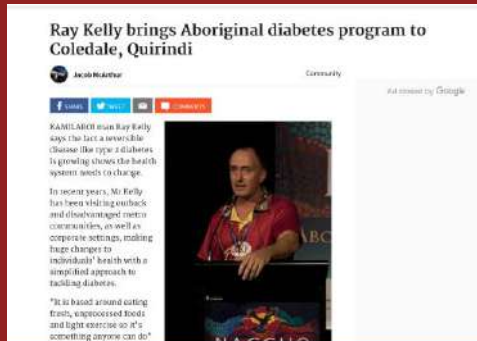 Ray Kelly brings Aboriginal diabetes program to
Coledale, Quirindi
Jacob McArthur
Community
Ad closed by Google
SHARE
TWEET
COMMENTS
KAMILAROI man Ray Kelly
says the fact a reversible
disease like type 2 diabetes
is growing shows the health
system needs to change.
In recent years, Mr Kelly
has been visiting outback
and disadvantaged metro
communities, as well as
corporate settings, making
huge changes to
individuals' health with a
simplified approach to
tackling diabetes.
"It is based around eating
fresh, unprocessed foods
and light exercise so it's
something anyone can do"
ABO
NACCHO